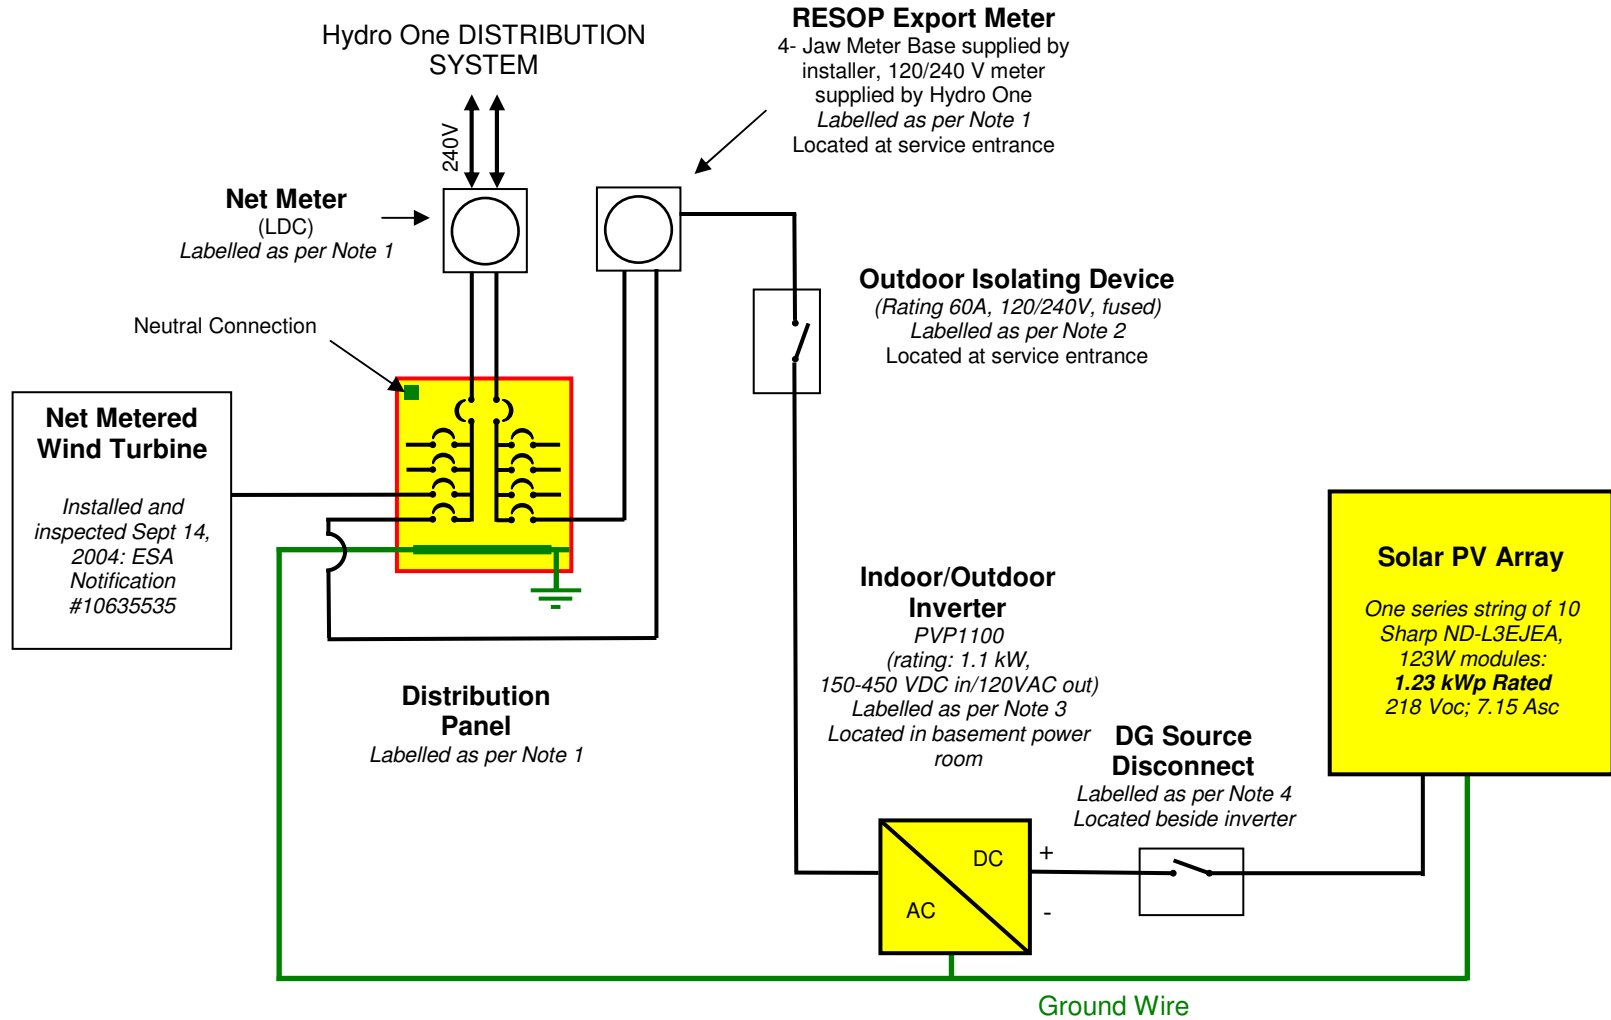 Hydro One DISTRIBUTION
SYSTEM
240V
RESOP Export Meter
4- Jaw Meter Base supplied by
installer, 120/240 V meter
supplied by Hydro One
Labelled as per Note 1
Located at service entrance
Net Meter
(LDC)
Labelled as per Note 1
Neutral Connection
Outdoor Isolating Device
(Rating 60A, 120/240V, fused)
Labelled as per Note 2
Located at service entrance
Net Metered
Wind Turbine
Installed and
inspected Sept 14,
2004: ESA
Notification
#10635535
Distribution
Panel
Labelled as per Note 1
Indoor/Outdoor
Inverter
PVP1100
(rating: 1.1 kW,
150-450 VDC in/120VAC out)
Labelled as per Note 3
Located in basement power
room
DG Source
Disconnect
Labelled as per Note 4
Located beside inverter
Solar PV Array
One series string of 10
Sharp ND-L3EJEA,
123W modules:
1.23 kWp Rated
218 Voc; 7.15 Asc
DC
AC
+
-
Ground Wire